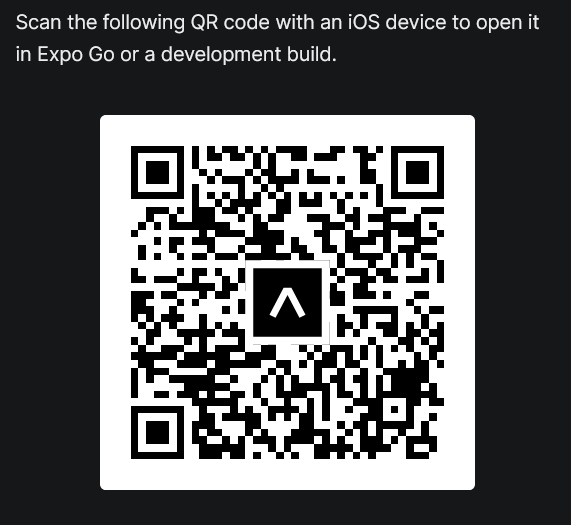 Scan the following QR code with an iOS device to open it
in Expo Go or a development build.